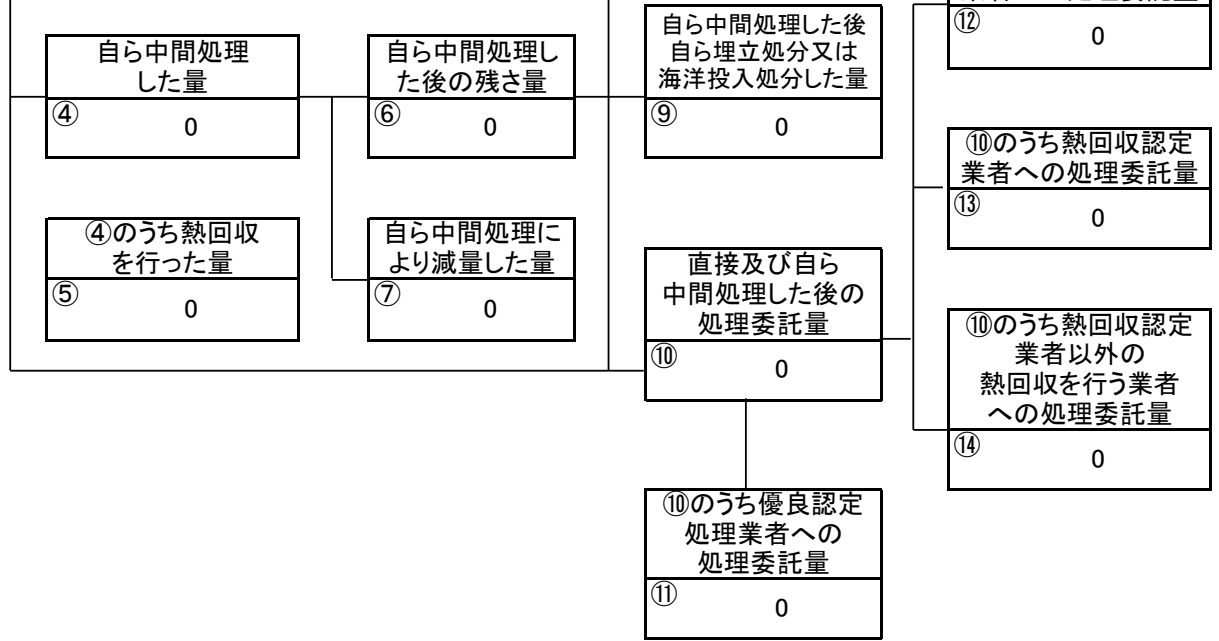 ⑫
0
自ら中間処理
した量
④
0
自ら中間処理し
た後の残さ量
⑥
0
自ら中間処理した後
自ら埋立処分又は
海洋投入処分した量
⑨
0
⑩のうち熱回収認定
業者への処理委託量
⑬
0
④のうち熱回収
を行った量
⑤
0
自ら中間処理に
より減量した量
⑦
0
直接及び自ら
中間処理した後の
処理委託量
⑩
0
⑩のうち熱回収認定
業者以外の
熱回収を行う業者
への処理委託量
⑭
0
⑩のうち優良認定
処理業者への
処理委託量
⑪
0